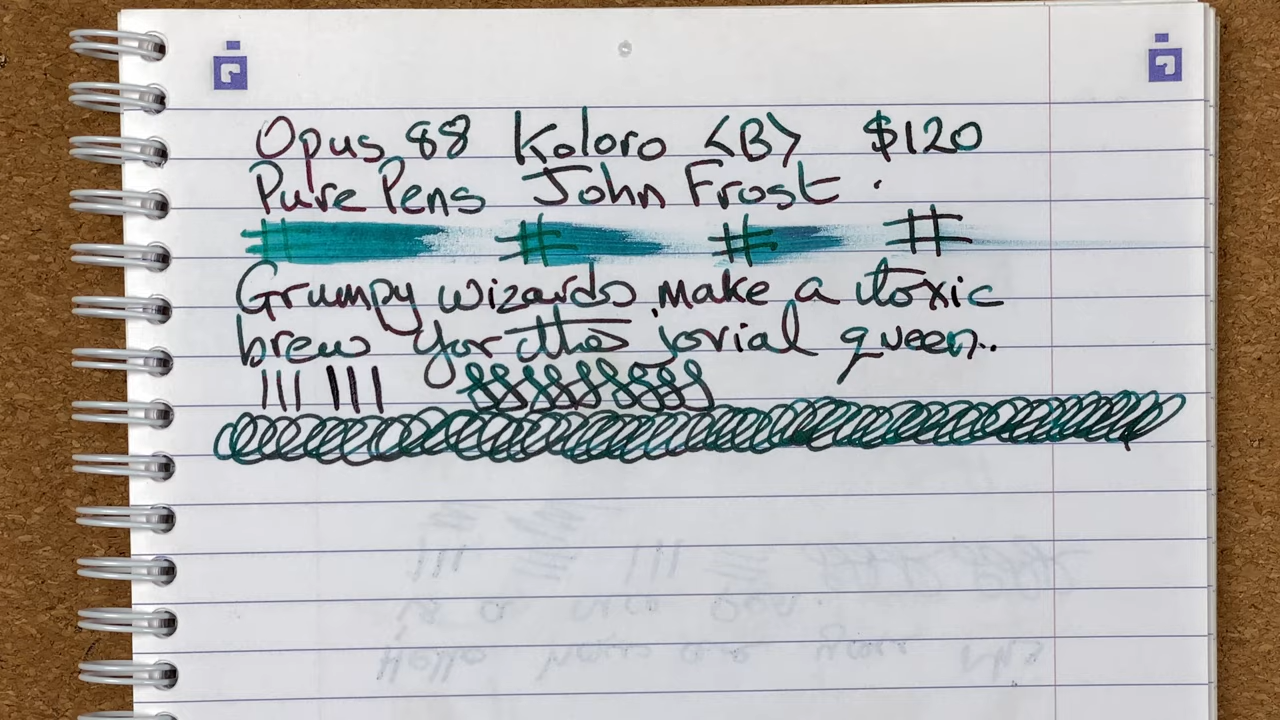 Opus 88 Koloro <B> $120
Pure Pens John Frost.
# # # #
Grumpy wizards make a toxic
brew for the jovial queen..